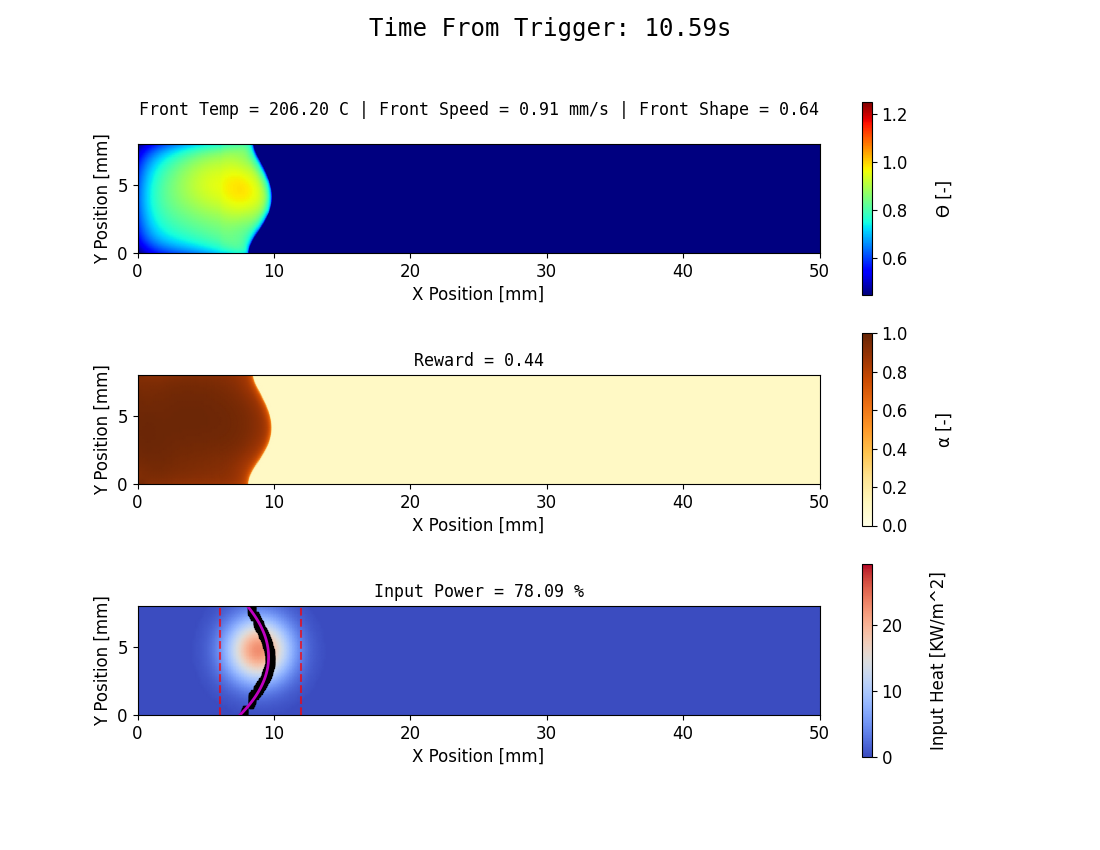 Time From Trigger: 10.59s
Front Temp = 206.20 C | Front Speed = 0.91 mm/s | Front Shape = 0.64
Y Position [mm]
5
0
0 10 20 30 40 50
X Position [mm]
1.2
1.0
0.8
0.6
Θ [-]
Reward = 0.44
Y Position [mm]
5
0
0 10 20 30 40 50
X Position [mm]
1.0
0.8
0.6
0.4
0.2
0.0
α [-]
Input Power = 78.09 %
Y Position [mm]
5
0
0 10 20 30 40 50
X Position [mm]
20
10
0
Input Heat [KW/m^2]